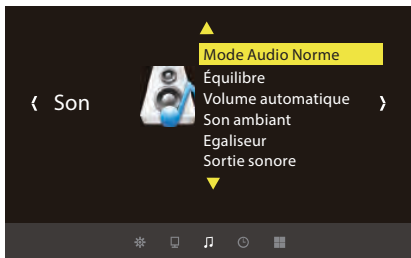 Son
Mode Audio Norme
Équilibre
Volume automatique
Son ambiant
Egaliseur
Sortie sonore